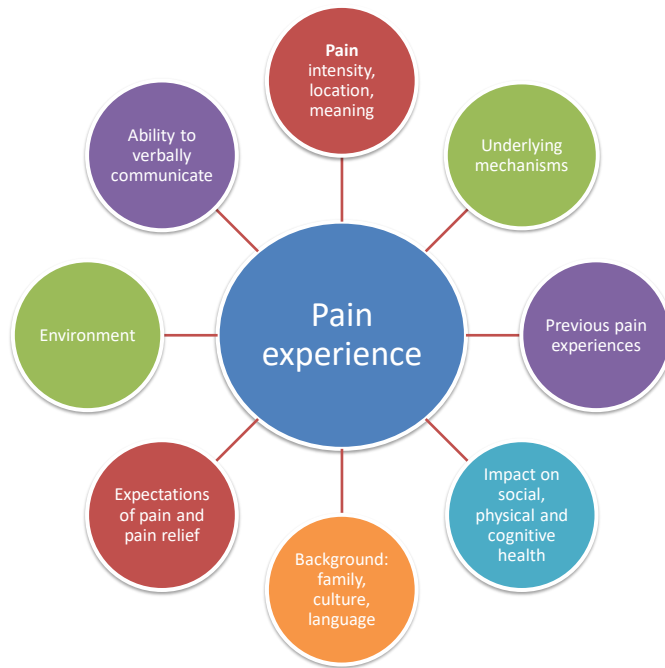 Pain
intensity,
location,
meaning
Underlying
mechanisms
Previous pain
experiences
Impact on
social,
physical and
cognitive
health
Background:
family,
culture,
language
Expectations
of pain and
pain relief
Environment
Ability to
verbally
communicate
Pain
experience